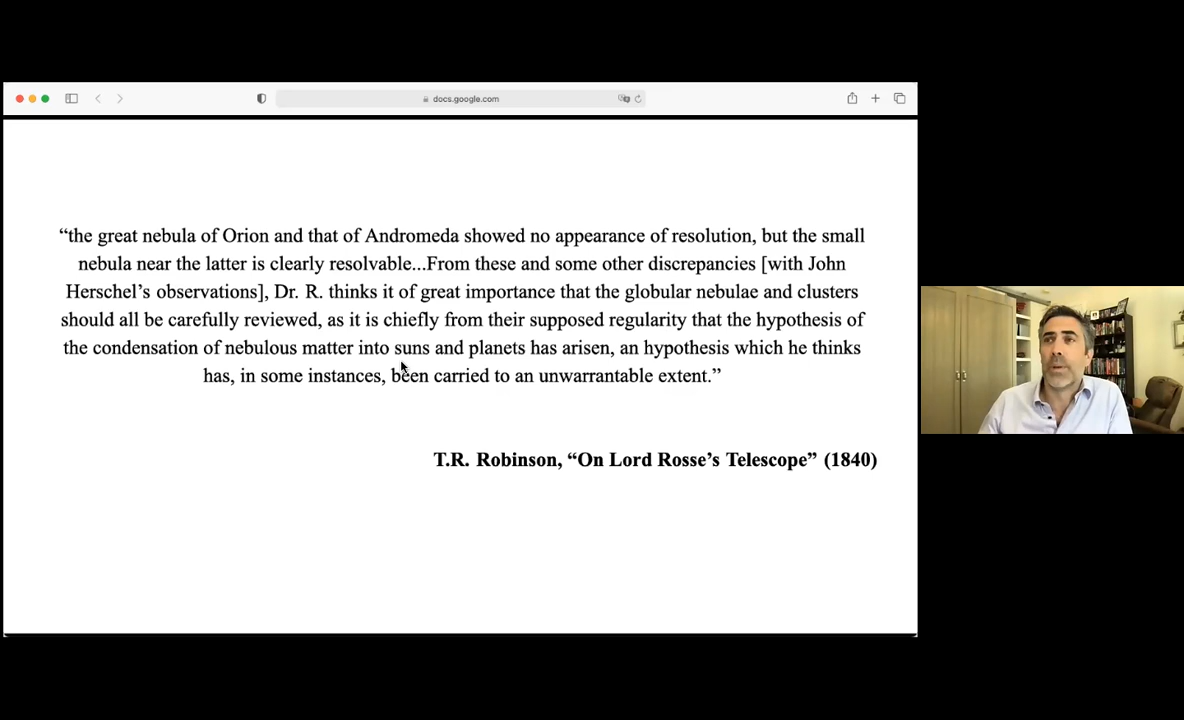 docs.google.com
“the great nebula of Orion and that of Andromeda showed no appearance of resolution, but the small
nebula near the latter is clearly resolvable...From these and some other discrepancies [with John
Herschel’s observations], Dr. R. thinks it of great importance that the globular nebulae and clusters
should all be carefully reviewed, as it is chiefly from their supposed regularity that the hypothesis of
the condensation of nebulous matter into suns and planets has arisen, an hypothesis which he thinks
has, in some instances, been carried to an unwarrantable extent.”
T.R. Robinson, “On Lord Rosse’s Telescope” (1840)